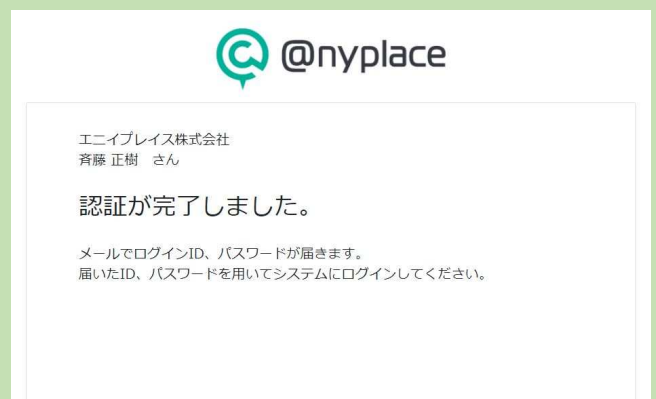 @nyplace
エニイプレイス株式会社
斉藤 正樹　さん
認証が完了しました。
メールでログインID、パスワードが届きます。
届いたID、パスワードを用いてシステムにログインしてください。